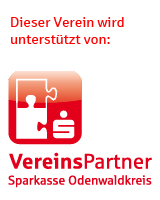 Dieser Verein wird
unterstützt von:
VereinsPartner
Sparkasse Odenwaldkreis